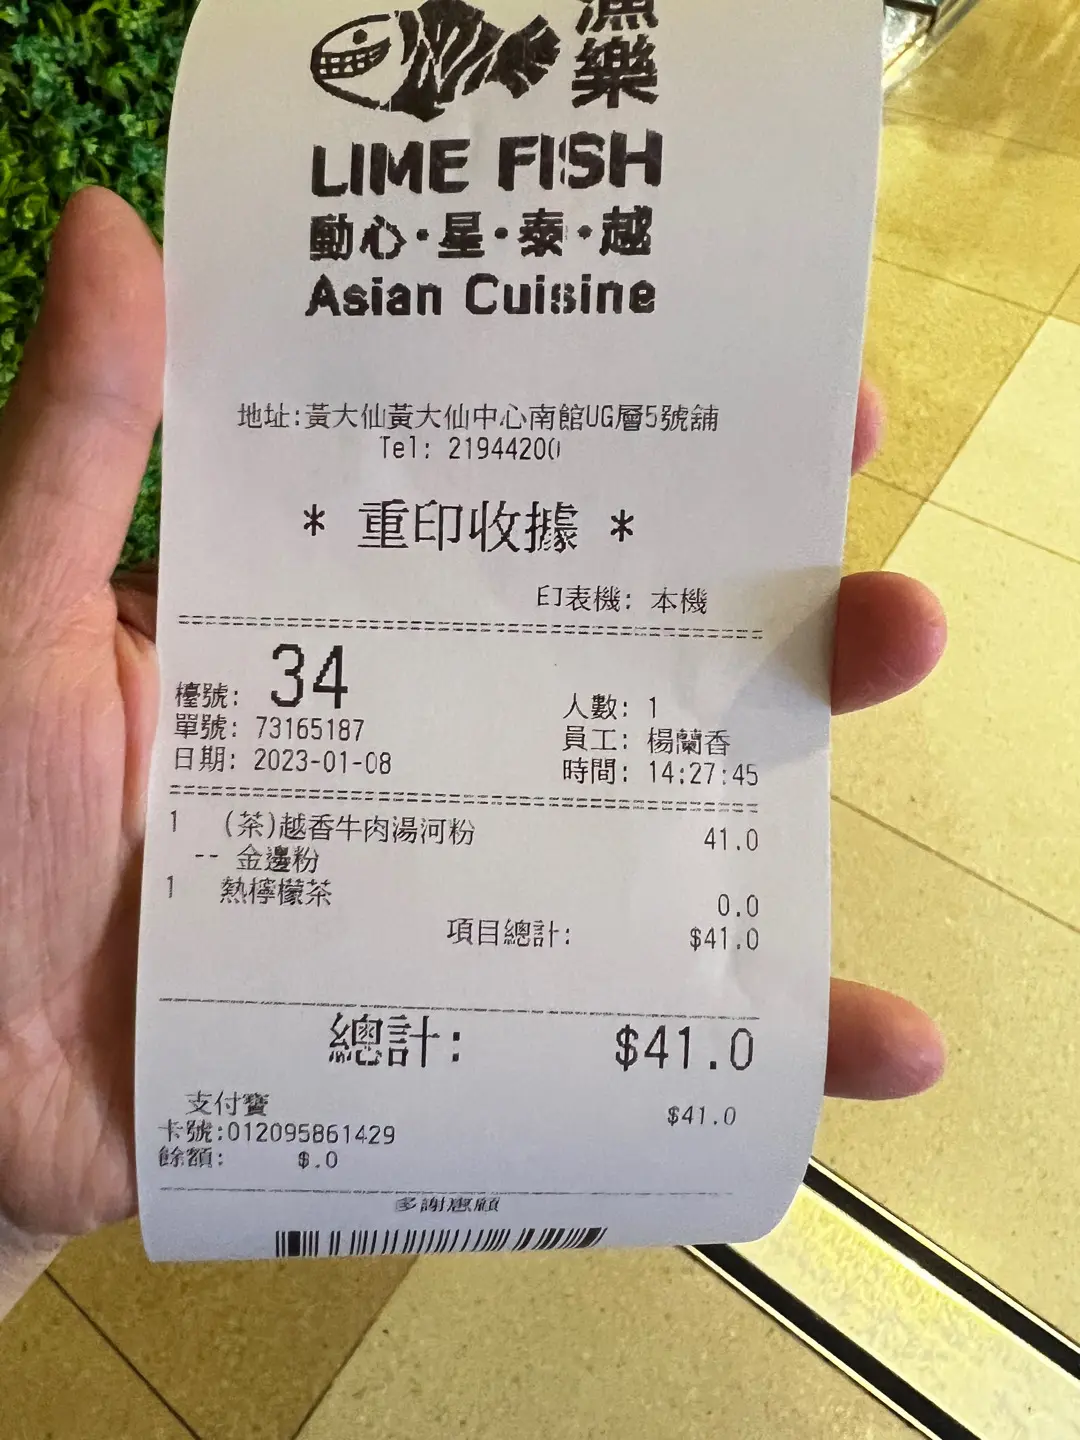 漁
樂
LIME FISH
動心·星·泰·越
Asian Cuisine
地址:黃大仙黃大仙中心南館UG層5號舖
Tel: 21944200
* 重印收據 *
印表機: 本機
檯號: 34
人數: 1
單號: 73165187
員工: 楊蘭香
日期: 2023-01-08
時間: 14:27:45
1 (茶)越香牛肉湯河粉 41.0
-- 金邊粉
1 熱檸檬茶 0.0
項目總計: $41.0
總計: $41.0
支付寶 $41.0
卡號:012095861429
餘額: $.0
多謝惠顧